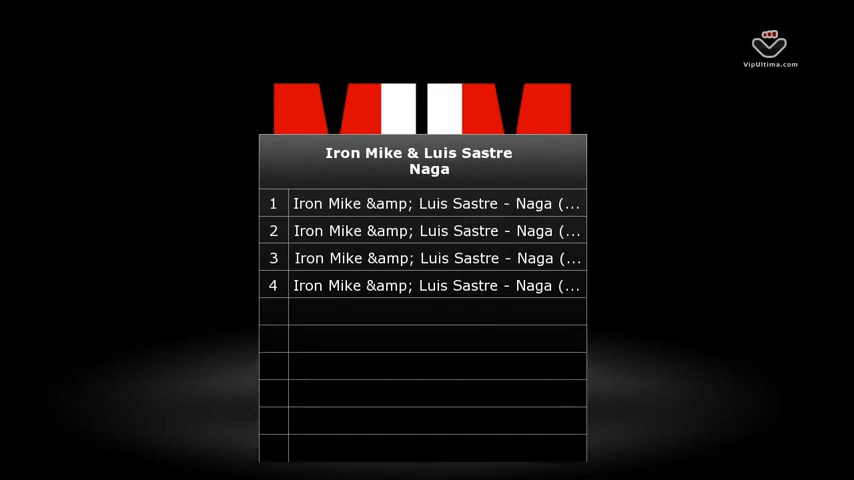 VipUltima.com
Iron Mike & Luis Sastre
Naga
1 Iron Mike &amp; Luis Sastre - Naga (...
2 Iron Mike &amp; Luis Sastre - Naga (...
3 Iron Mike &amp; Luis Sastre - Naga (...
4 Iron Mike &amp; Luis Sastre - Naga (...